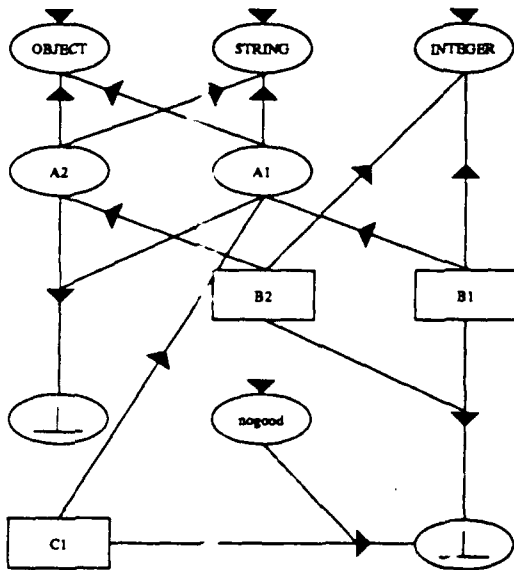 OBJECT STRING INTEGER
A2 A1
B2 B1
nogood
C1